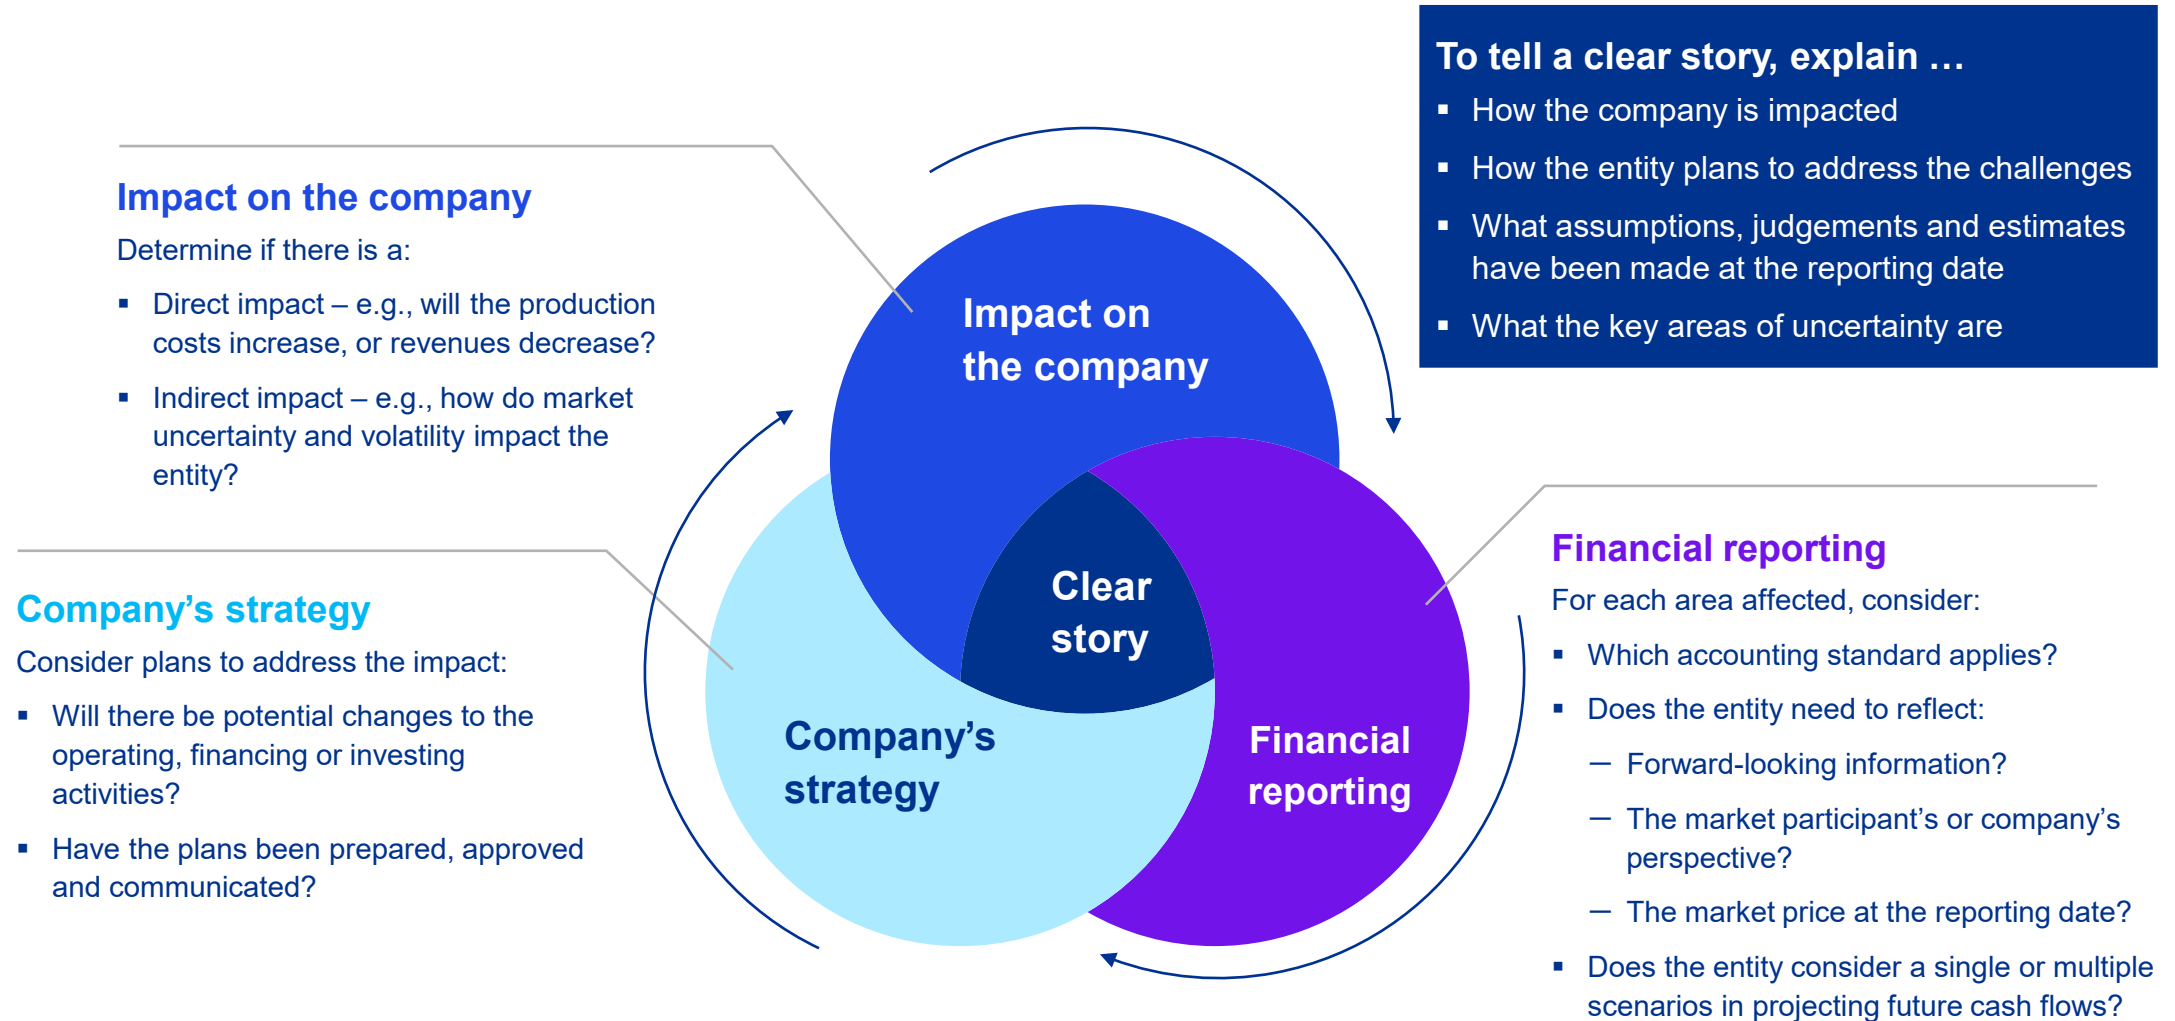 To tell a clear story, explain …
▪ How the company is impacted
▪ How the entity plans to address the challenges
▪ What assumptions, judgements and estimates
have been made at the reporting date
▪ What the key areas of uncertainty are
Impact on the company
Determine if there is a:
▪ Direct impact – e.g., will the production
costs increase, or revenues decrease?
▪ Indirect impact – e.g., how do market
uncertainty and volatility impact the
entity?
Company’s strategy
Consider plans to address the impact:
▪ Will there be potential changes to the
operating, financing or investing
activities?
▪ Have the plans been prepared, approved
and communicated?
Impact on
the company
Clear
story
Company’s
strategy
Financial
reporting
Financial reporting
For each area affected, consider:
▪ Which accounting standard applies?
▪ Does the entity need to reflect:
— Forward-looking information?
— The market participant’s or company’s
perspective?
— The market price at the reporting date?
▪ Does the entity consider a single or multiple
scenarios in projecting future cash flows?